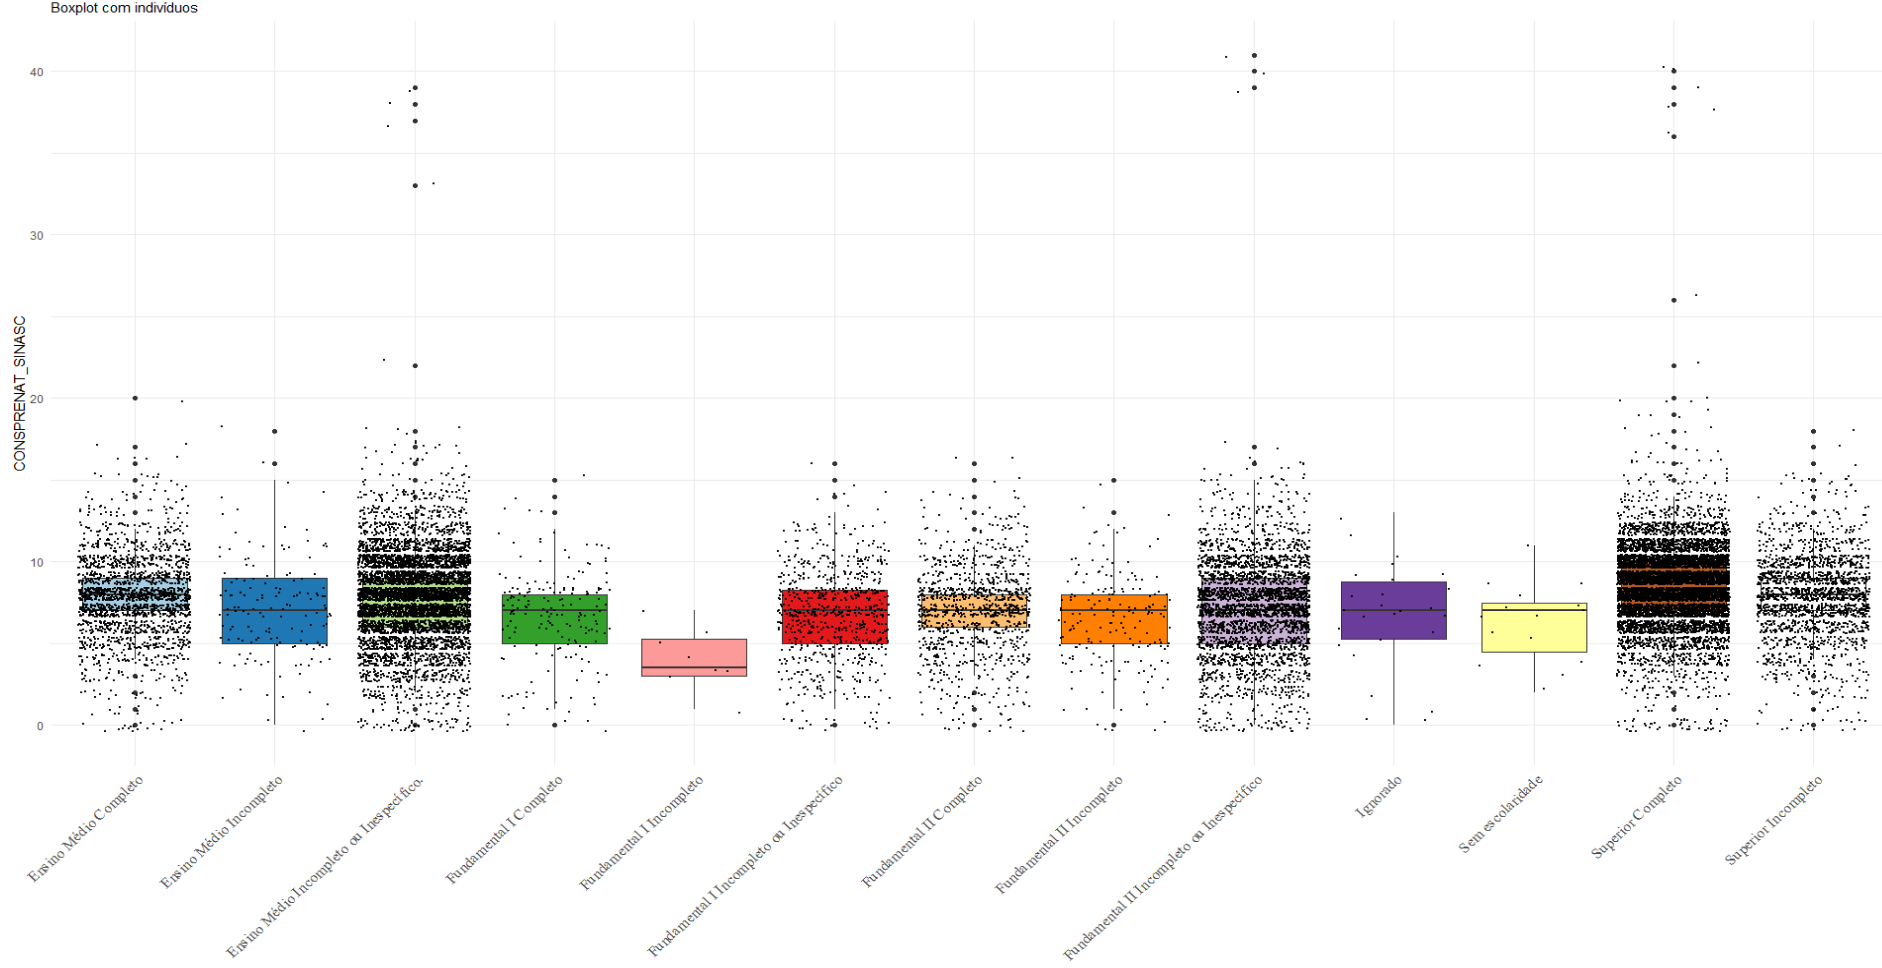 Boxplot com indivíduos
CONSPRENAT_SINASC
40
30
20
10
0
Ensino Médio Completo
Ensino Médio Incompleto
Ensino Médio Incompleto ou Inespecífico.
Fundamental I Completo
Fundamental I Incompleto
Fundamental I Incompleto ou Inespecífico
Fundamental II Completo
Fundamental II Incompleto
Fundamental II Incompleto ou Inespecífico
Ignorado
Sem escolaridade
Superior Completo
Superior Incompleto